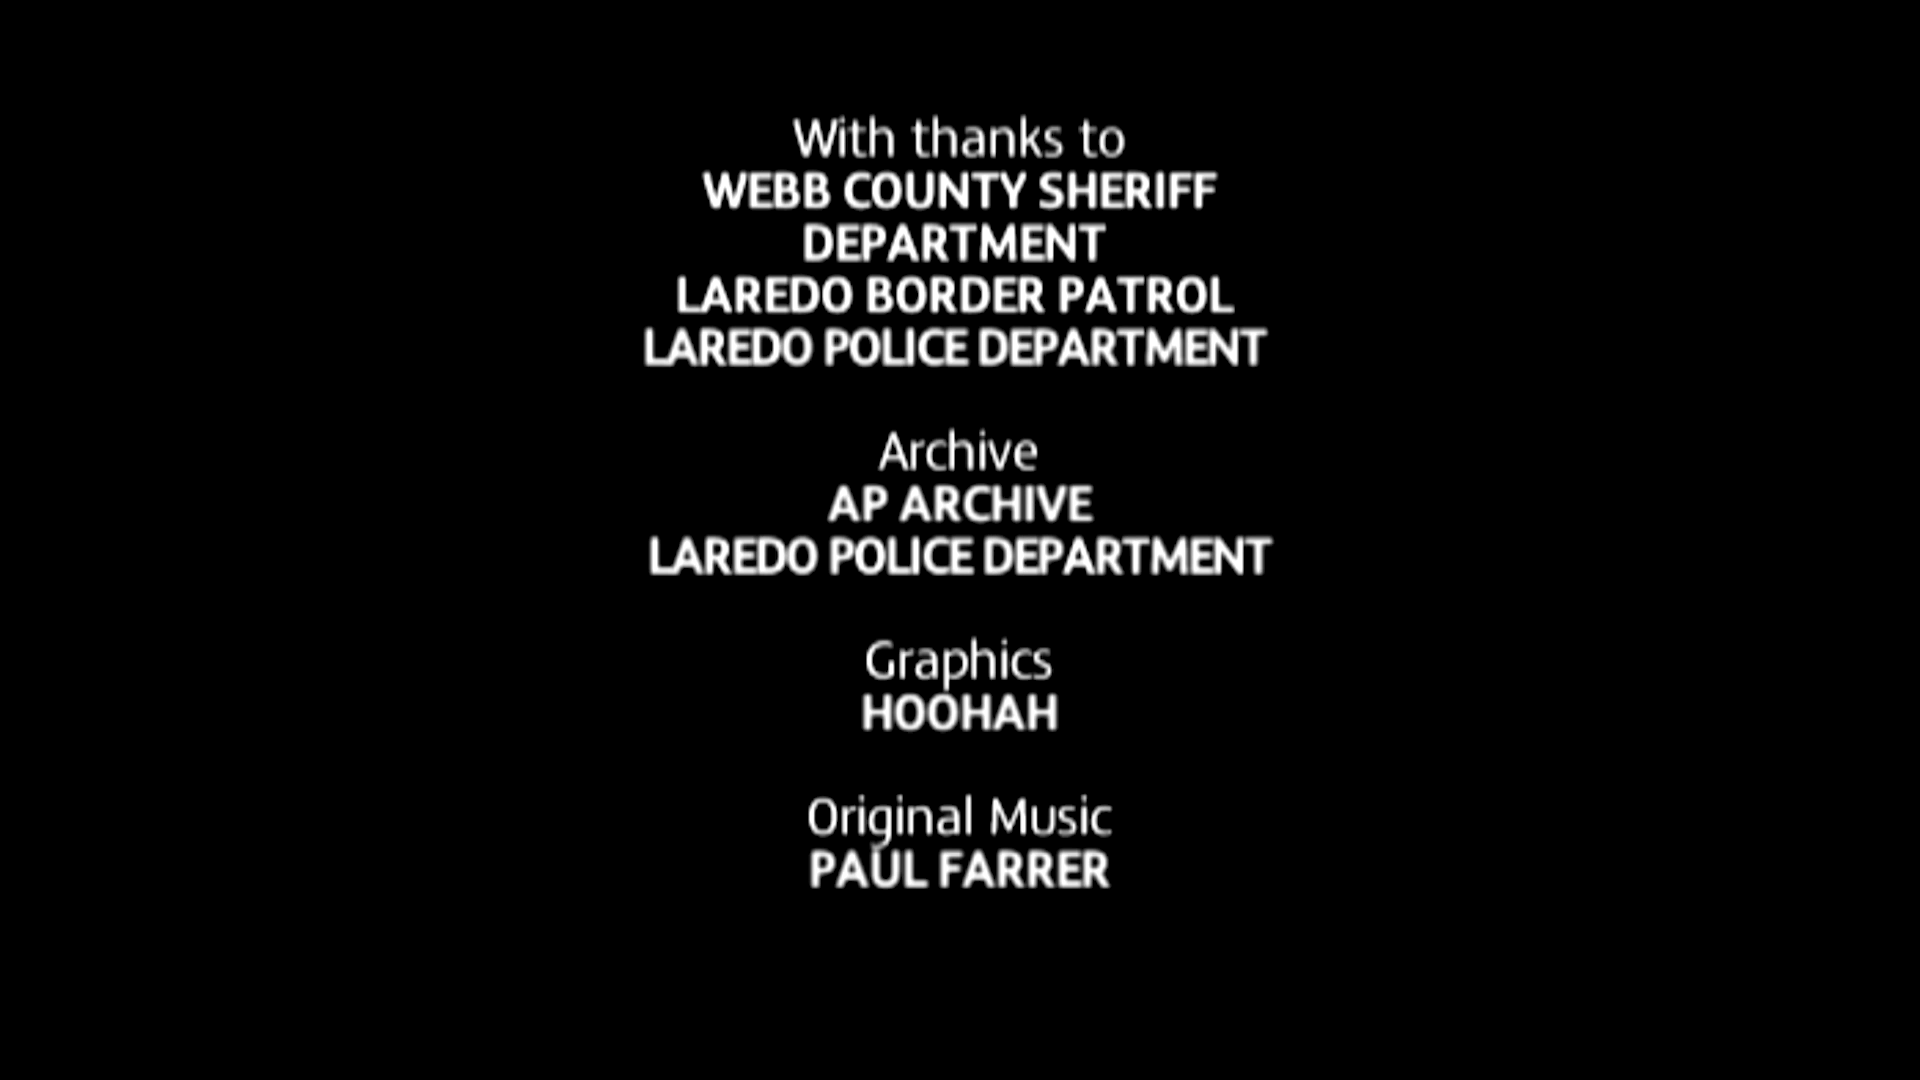 With thanks to
WEBB COUNTY SHERIFF
DEPARTMENT
LAREDO BORDER PATROL
LAREDO POLICE DEPARTMENT
Archive
AP ARCHIVE
LAREDO POLICE DEPARTMENT
Graphics
HOOHAH
Original Music
PAUL FARRER